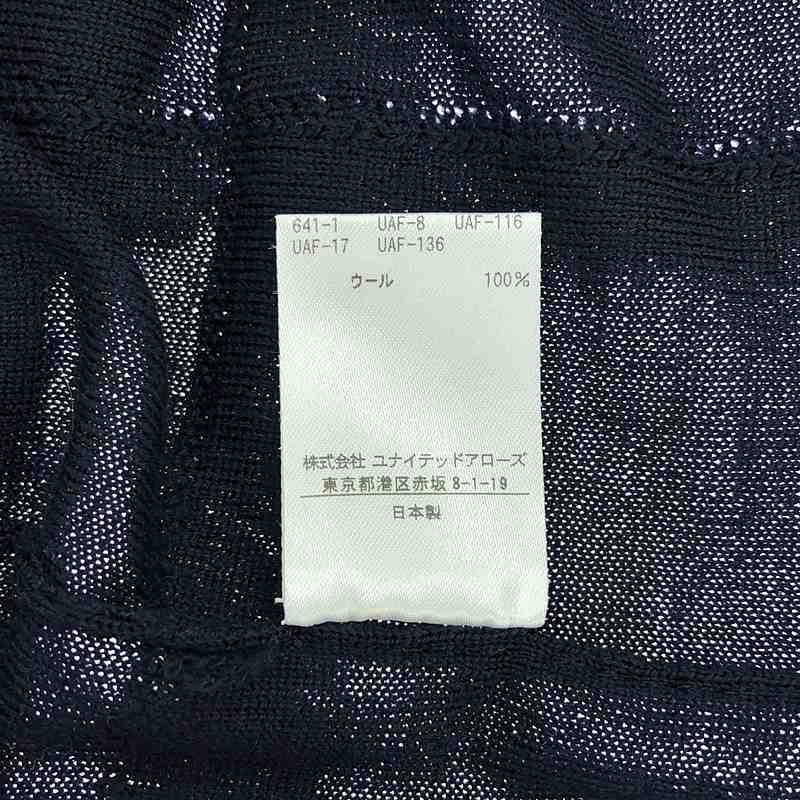 641-1 UAF-8 UAF-116
UAF-17 UAF-136
ウール 100%
株式会社 ユナイテッドアローズ
東京都港区赤坂 8-1-19
日本製